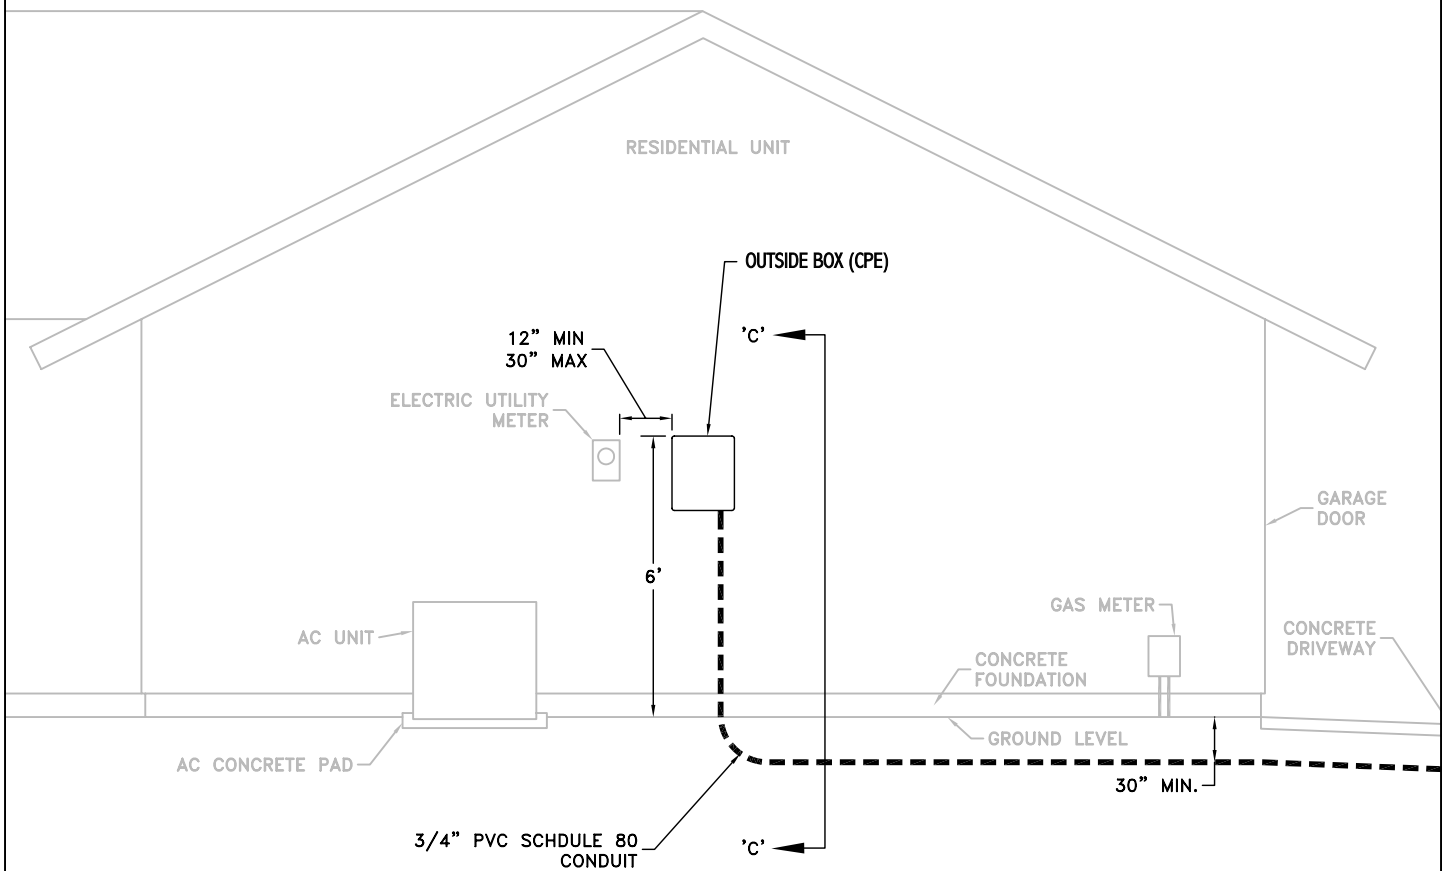 RESIDENTIAL UNIT
OUTSIDE BOX (CPE)
12" MIN
30" MAX
'C'
ELECTRIC UTILITY
METER
GARAGE
DOOR
6'
GAS METER
AC UNIT
CONCRETE
DRIVEWAY
CONCRETE
FOUNDATION
GROUND LEVEL
AC CONCRETE PAD
30" MIN.
3/4" PVC SCHDULE 80
CONDUIT
'C'